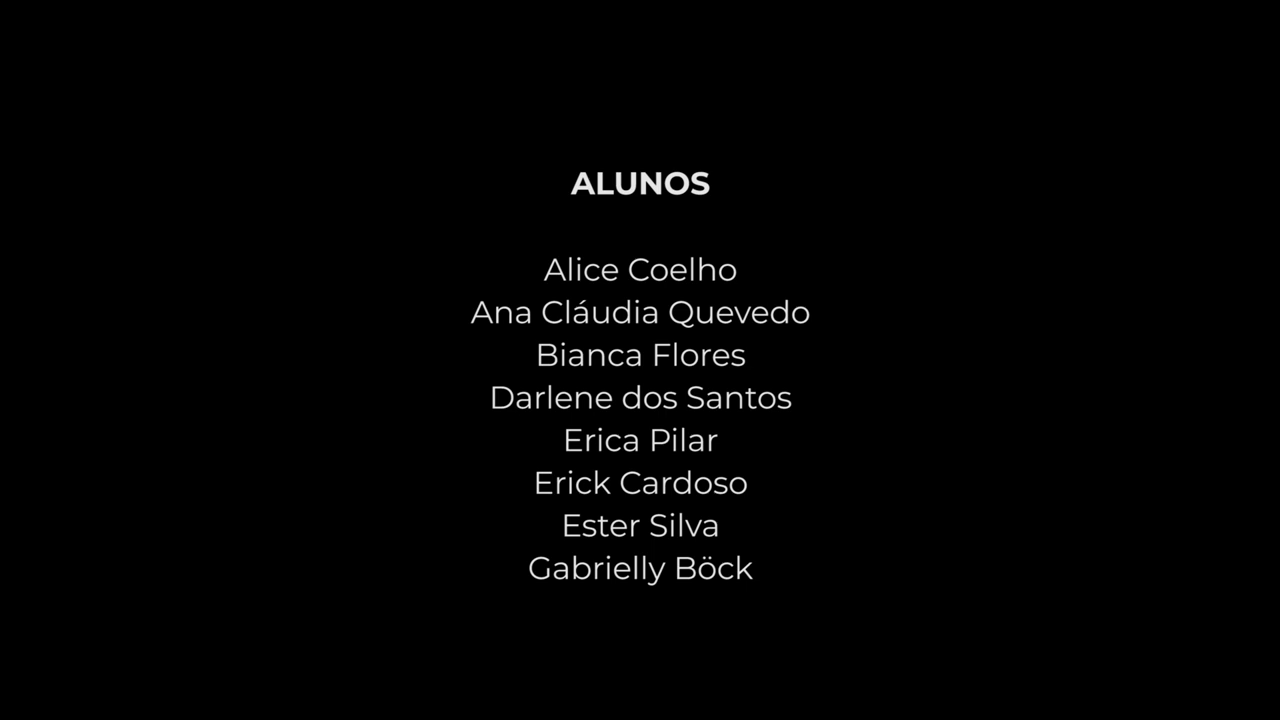 ALUNOS
Alice Coelho
Ana Cláudia Quevedo
Bianca Flores
Darlene dos Santos
Erica Pilar
Erick Cardoso
Ester Silva
Gabrielly Böck